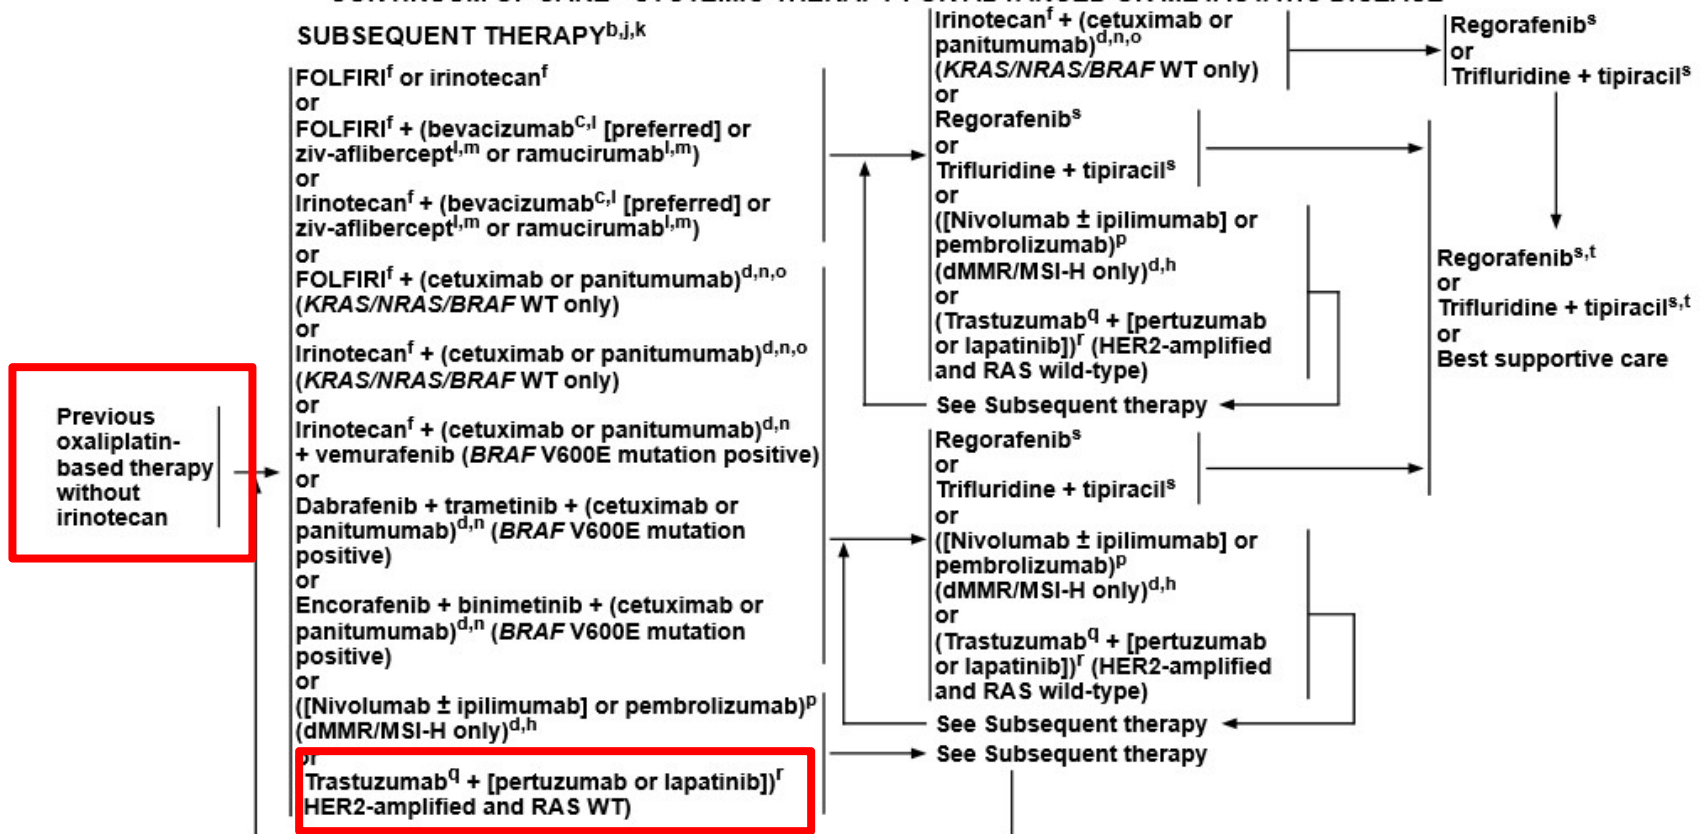 SUBSEQUENT THERAPYb,j,k
Previous
oxaliplatin-
based therapy
without
irinotecan
FOLFIRIf or irinotecanf
or
FOLFIRIf + (bevacizumabc,l [preferred] or
ziv-afliberceptl,m or ramucirumabl,m)
or
Irinotecanf + (bevacizumabc,l [preferred] or
ziv-afliberceptl,m or ramucirumabl,m)
or
FOLFIRIf + (cetuximab or panitumumab)d,n,o
(KRAS/NRAS/BRAF WT only)
or
Irinotecanf + (cetuximab or panitumumab)d,n,o
(KRAS/NRAS/BRAF WT only)
or
Irinotecanf + (cetuximab or panitumumab)d,n
+ vemurafenib (BRAF V600E mutation positive)
or
Dabrafenib + trametinib + (cetuximab or
panitumumab)d,n (BRAF V600E mutation
positive)
or
Encorafenib + binimetinib + (cetuximab or
panitumumab)d,n (BRAF V600E mutation
positive)
or
([Nivolumab ± ipilimumab] or pembrolizumab)p
(dMMR/MSI-H only)d,h
or
Trastuzumabq + [pertuzumab or lapatinib])r
HER2-amplified and RAS WT)
Irinotecanf + (cetuximab or
panitumumab)d,n,o
(KRAS/NRAS/BRAF WT only)
or
Regorafenibs
or
Trifluridine + tipiracils
or
([Nivolumab ± ipilimumab] or
pembrolizumab)p
(dMMR/MSI-H only)d,h
or
(Trastuzumabq + [pertuzumab
or lapatinib])r (HER2-amplified
and RAS wild-type)
See Subsequent therapy
Regorafenibs
or
Trifluridine + tipiracils
or
([Nivolumab ± ipilimumab] or
pembrolizumab)p
(dMMR/MSI-H only)d,h
or
(Trastuzumabq + [pertuzumab
or lapatinib])r (HER2-amplified
and RAS wild-type)
See Subsequent therapy
See Subsequent therapy
Regorafenibs
or
Trifluridine + tipiracils
Regorafenibs,t
or
Trifluridine + tipiracils,t
or
Best supportive care